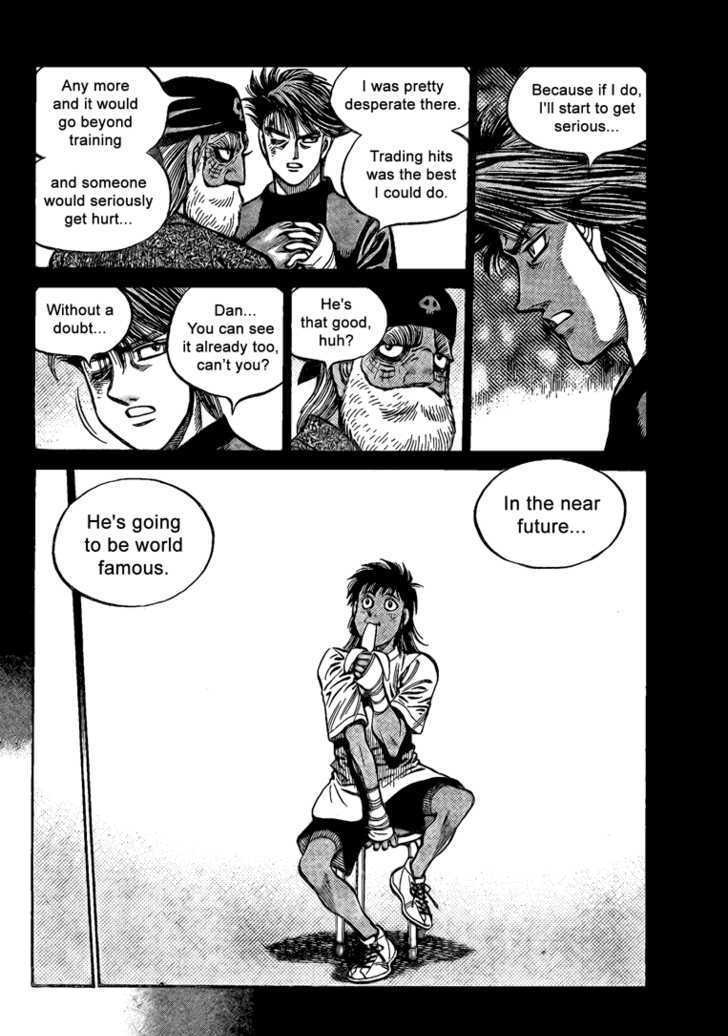 Because if I do,
I'll start to get
serious...
I was pretty
desperate there.
Trading hits
was the best
I could do.
Any more
and it would
go beyond
training
and someone
would seriously
get hurt...
He's
that good,
huh?
Dan...
You can see
it already too,
can't you?
Without a
doubt...
In the near
future...
He's going
to be world
famous.